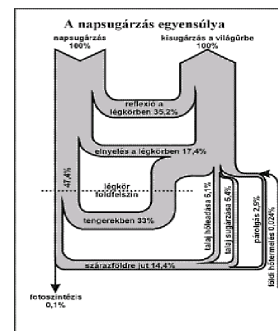 A napsugárzás egyensúlya
napsugárzás
100%
kisugárzás a világűrbe
100%
reflexió a
légkörben 35,2%
elnyelés a légkörben 17,4%
47,4%
légkör
földfelszín
tengerekben 33%
szárazföldre jut 14,4%
talaj hőleadása 6,1%
talaj sugárzása 5,4%
párolgás 2,9%
földi hőtermelés 0,024%
fotoszintézis
0,1%